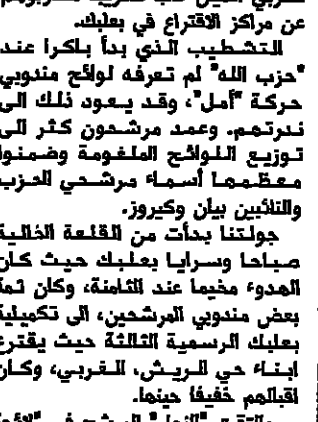 عن مراكز الاقتراع في بعلبك.
التشطيب الذي بدأ باكرا عند
"حزب الله" لم تعرفه لوائح مندوبي
حركة "أمل"، وقد يعود ذلك الى
ندرتهم. وعمد مرشحون كثر الى
توزيع اللوائح الملغومة وضمنوا
معظمها أسماء مرشحي الحزب
والنائبين بيان وكيروز.
جولتنا بدأت من القلعة الخالية
صباحا وسرايا بعلبك حيث كان
الهدوء مخيما عند الثامنة، وكان ثمة
بعض مندوبي المرشحين، الى تكميلية
بعلبك الرسمية الثالثة حيث يقترع
ابناء حي الريش، الغربي، وكان
اقبالهم خفيفا حينها.